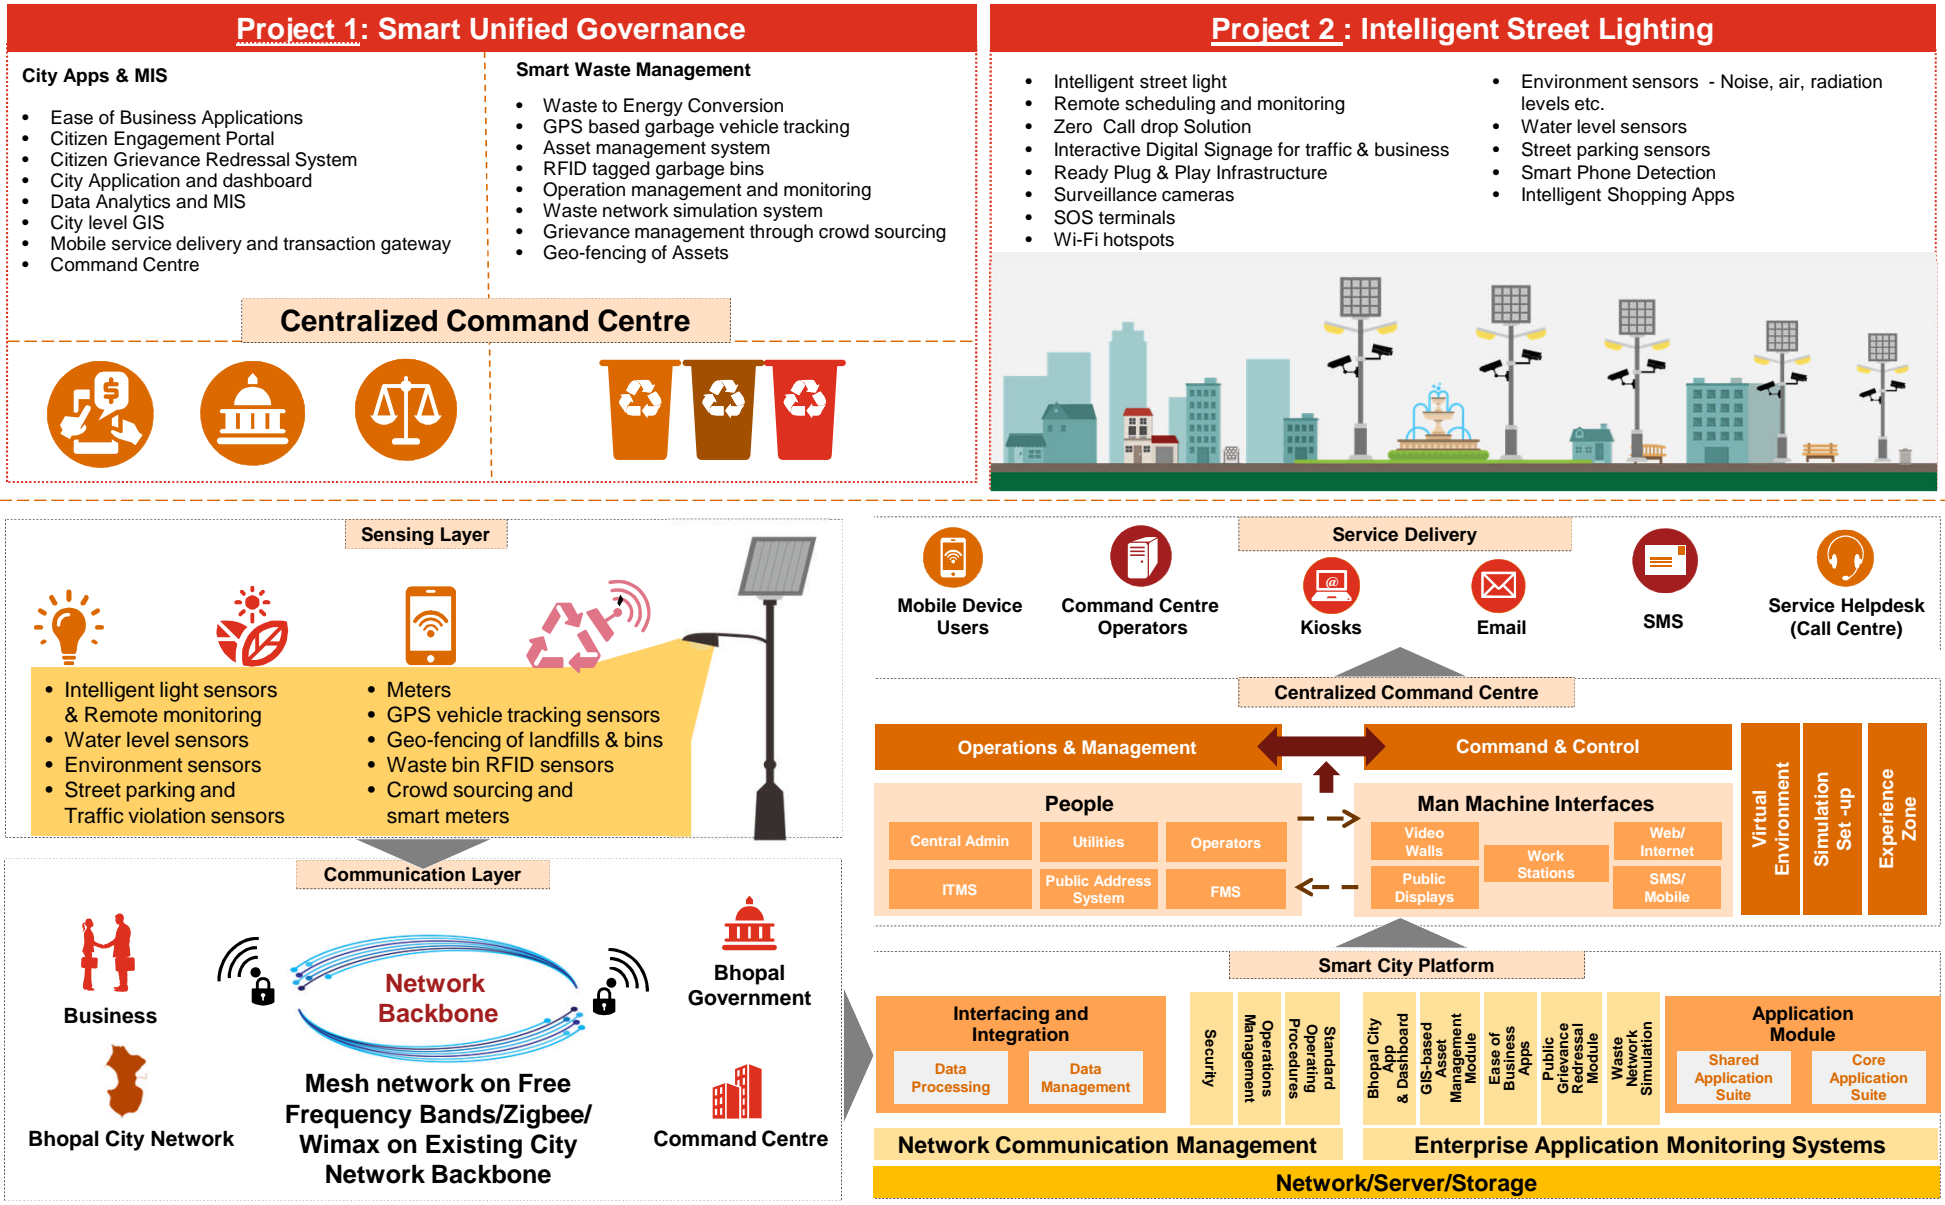 Project 1: Smart Unified Governance
City Apps & MIS
• Ease of Business Applications
• Citizen Engagement Portal
• Citizen Grievance Redressal System
• City Application and dashboard
• Data Analytics and MIS
• City level GIS
• Mobile service delivery and transaction gateway
• Command Centre
Smart Waste Management
• Waste to Energy Conversion
• GPS based garbage vehicle tracking
• Asset management system
• RFID tagged garbage bins
• Operation management and monitoring
• Waste network simulation system
• Grievance management through crowd sourcing
• Geo-fencing of Assets
Centralized Command Centre
Project 2 : Intelligent Street Lighting
• Intelligent street light
• Remote scheduling and monitoring
• Zero Call drop Solution
• Interactive Digital Signage for traffic & business
• Ready Plug & Play Infrastructure
• Surveillance cameras
• SOS terminals
• Wi-Fi hotspots
• Environment sensors - Noise, air, radiation
levels etc.
• Water level sensors
• Street parking sensors
• Smart Phone Detection
• Intelligent Shopping Apps
$
Sensing Layer
• Intelligent light sensors
& Remote monitoring
• Water level sensors
• Environment sensors
• Street parking and
Traffic violation sensors
• Meters
• GPS vehicle tracking sensors
• Geo-fencing of landfills & bins
• Waste bin RFID sensors
• Crowd sourcing and
smart meters
Communication Layer
Business
Bhopal City Network
Network
Backbone
Mesh network on Free
Frequency Bands/Zigbee/
Wimax on Existing City
Network Backbone
Bhopal
Government
Command Centre
Service Delivery
Mobile Device
Users
Command Centre
Operators
@
Kiosks
Email
SMS
Service Helpdesk
(Call Centre)
Centralized Command Centre
Operations & Management
Command & Control
People
Central Admin
Utilities
Operators
ITMS
Public Address
System
FMS
Man Machine Interfaces
Video
Walls
Work
Stations
Web/
Internet
Public
Displays
SMS/
Mobile
Virtual
Environment
Simulation
Set -up
Experience
Zone
Smart City Platform
Interfacing and
Integration
Data
Processing
Data
Management
Security
Operations
Management
Standard
Operating
Procedures
Bhopal City
App
& Dashboard
GIS-based
Asset
Management
Module
Ease of
Business
Apps
Public
Grievance
Redressal
Module
Waste
Network
Simulation
Application
Module
Shared
Application
Suite
Core
Application
Suite
Network Communication Management
Enterprise Application Monitoring Systems
Network/Server/Storage